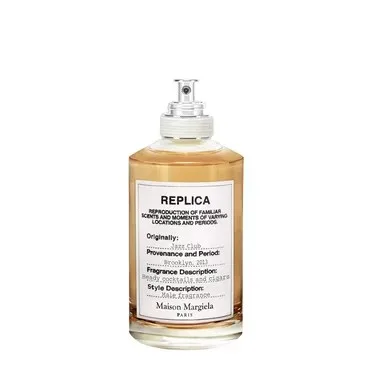 REPLICA
REPRODUCTION OF FAMILIAR
SCENTS AND MOMENTS OF VARYING
LOCATIONS AND PERIODS.
Originally:
Jazz Club
Provenance and Period:
Brooklyn, 2013
Fragrance Description:
Heady cocktails and cigars
Style Description:
Male fragrance
Maison Margiela
PARIS